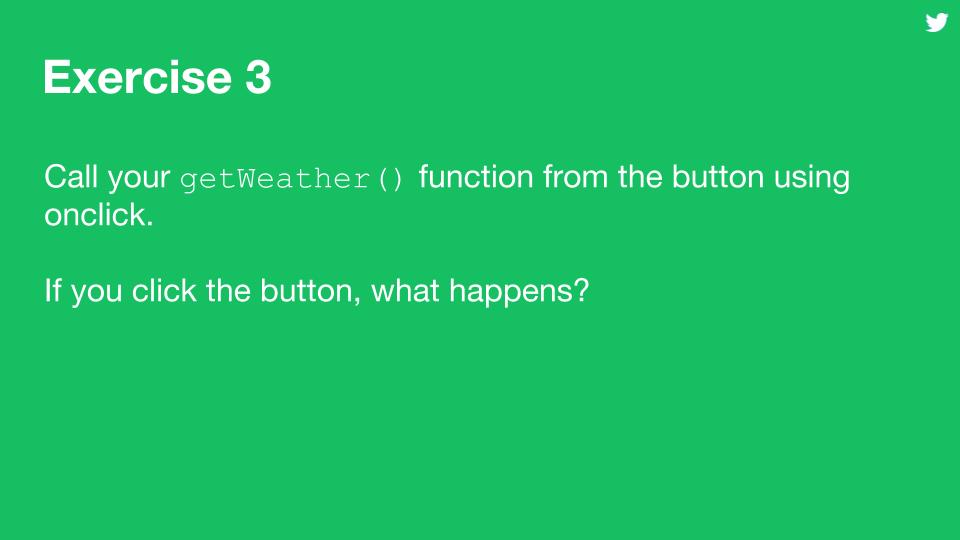 Exercise 3
Call your getWeather() function from the button using
onclick.
If you click the button, what happens?